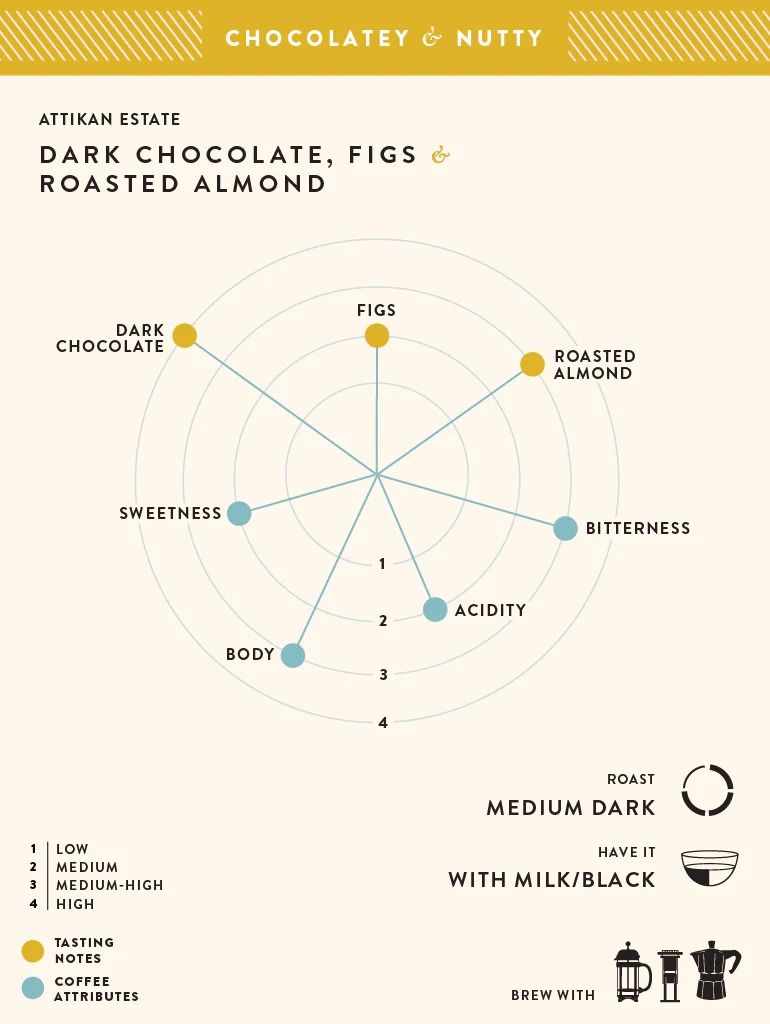 CHOCOLATEY & NUTTY
ATTIKAN ESTATE
DARK CHOCOLATE, FIGS &
ROASTED ALMOND
FIGS
DARK
CHOCOLATE
ROASTED
ALMOND
SWEETNESS
BITTERNESS
1
ACIDITY
2
BODY
3
4
ROAST
MEDIUM DARK
HAVE IT
WITH MILK/BLACK
1 LOW
2 MEDIUM
3 MEDIUM-HIGH
4 HIGH
TASTING
NOTES
COFFEE
ATTRIBUTES
BREW WITH